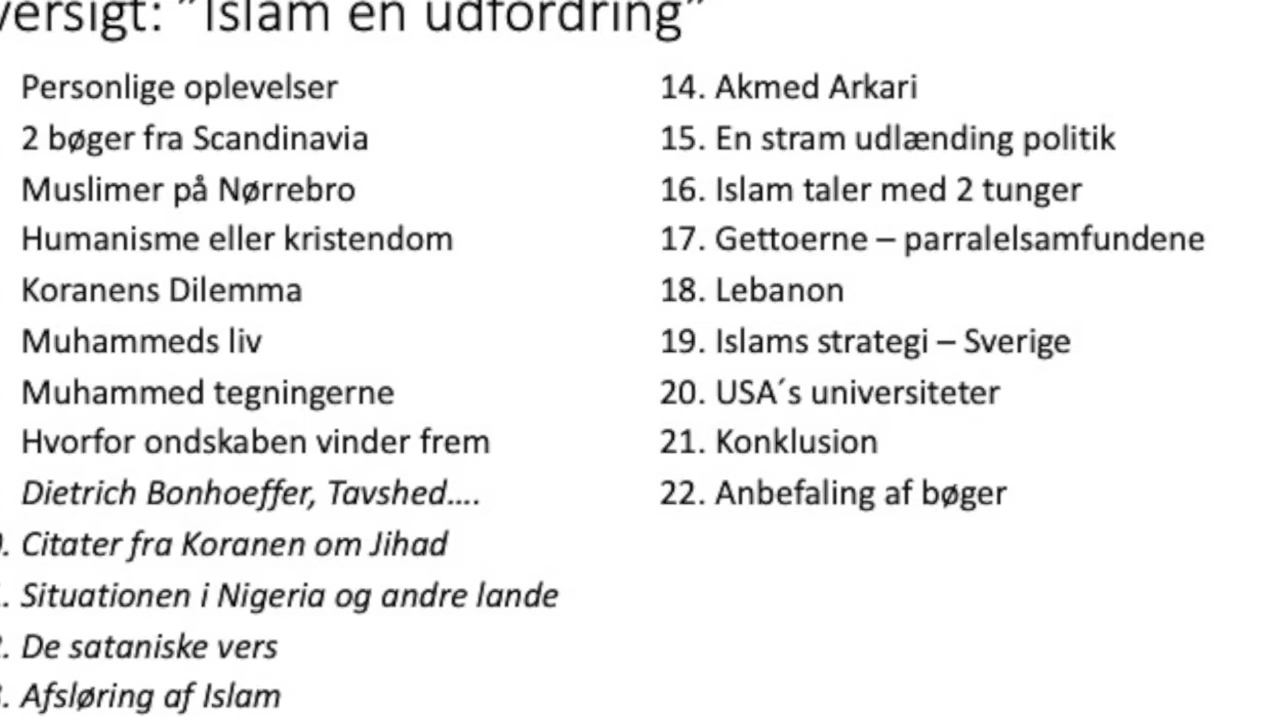 versigt: ”Islam en udfordring”
Personlige oplevelser
2 bøger fra Scandinavia
Muslimer på Nørrebro
Humanisme eller kristendom
Koranens Dilemma
Muhammeds liv
Muhammed tegningerne
Hvorfor ondskaben vinder frem
Dietrich Bonhoeffer, Tavshed….
. Citater fra Koranen om Jihad
. Situationen i Nigeria og andre lande
. De sataniske vers
. Afsløring af Islam
14. Akmed Arkari
15. En stram udlænding politik
16. Islam taler med 2 tunger
17. Gettoerne – parralelsamfundene
18. Lebanon
19. Islams strategi – Sverige
20. USA´s universiteter
21. Konklusion
22. Anbefaling af bøger